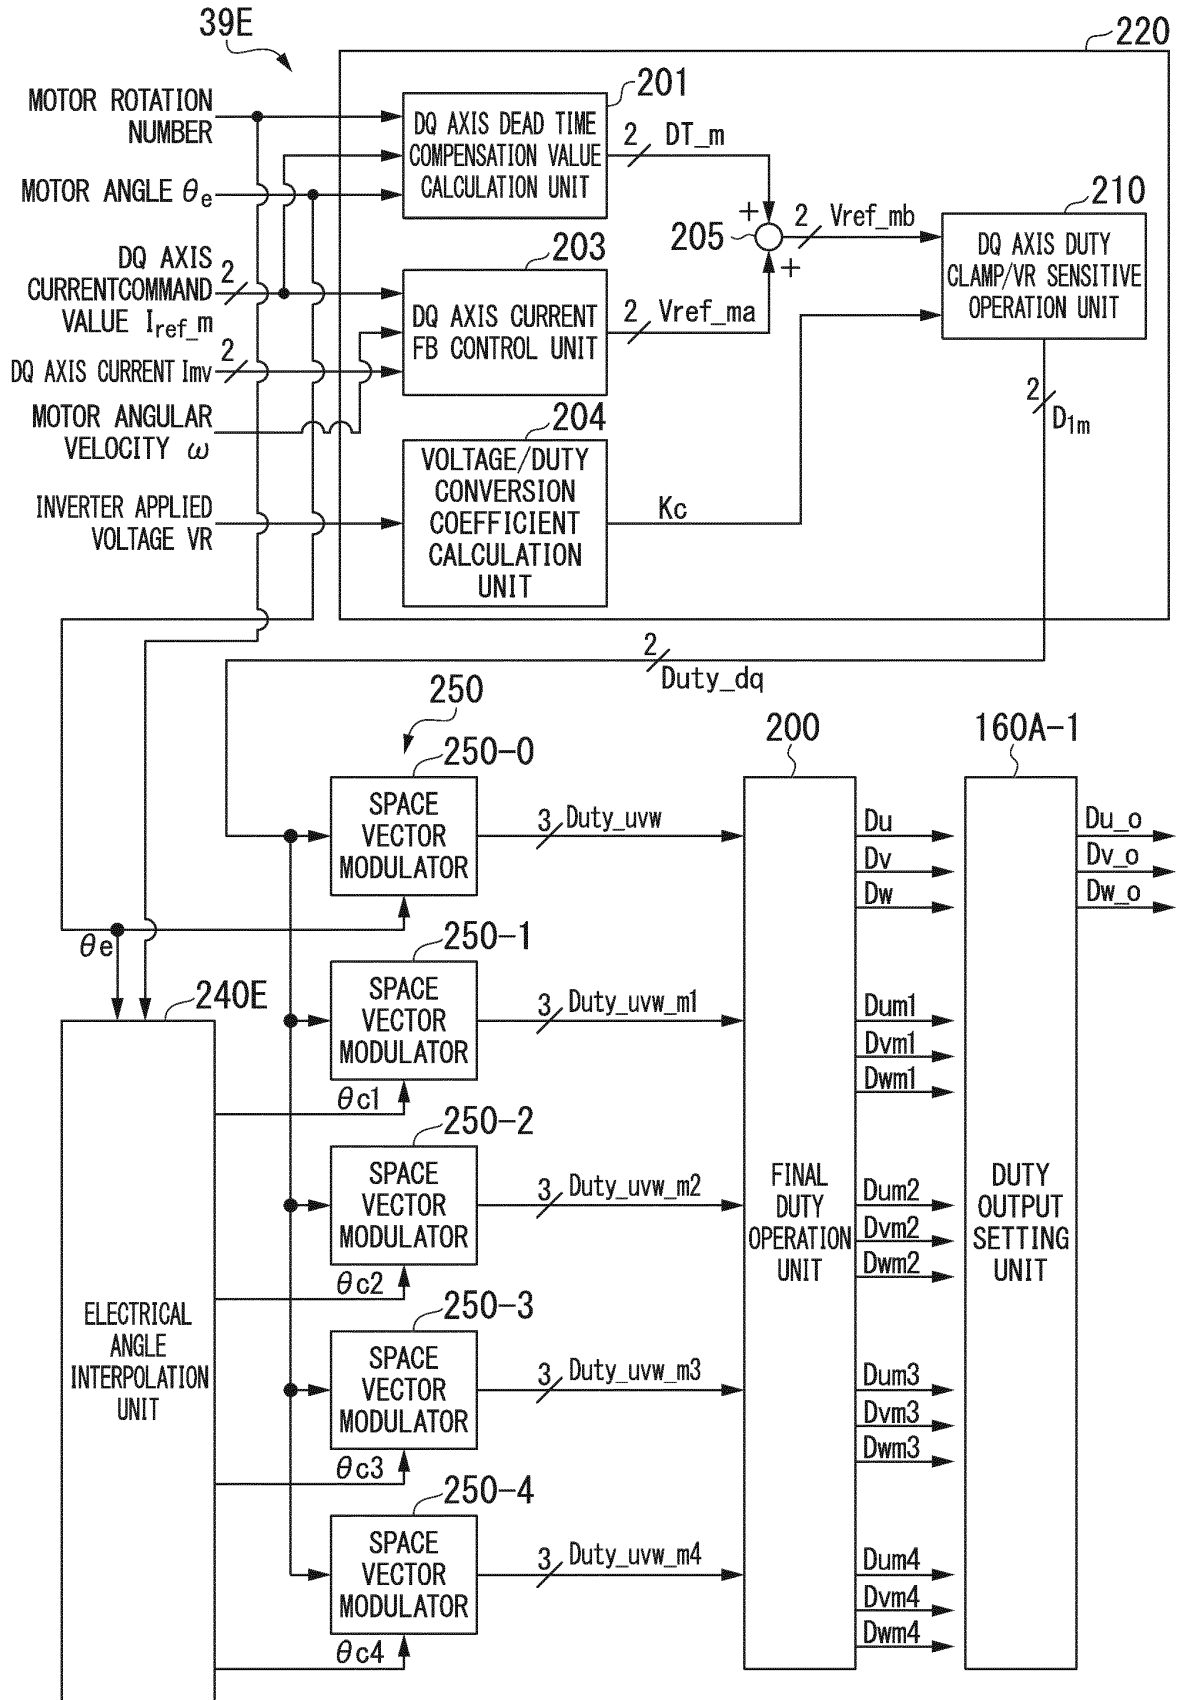 39E
220
MOTOR ROTATION
NUMBER
201
DQ AXIS DEAD TIME
COMPENSATION VALUE
CALCULATION UNIT
2
DT_m
MOTOR ANGLE θe
+
205
+
2
Vref_mb
210
DQ AXIS DUTY
CLAMP/VR SENSITIVE
OPERATION UNIT
DQ AXIS
CURRENTCOMMAND
VALUE Iref_m
2
203
DQ AXIS CURRENT
FB CONTROL UNIT
2
Vref_ma
DQ AXIS CURRENT Imv
2
MOTOR ANGULAR
VELOCITY ω
2
D1m
204
VOLTAGE/DUTY
CONVERSION
COEFFICIENT
CALCULATION
UNIT
INVERTER APPLIED
VOLTAGE VR
Kc
2
Duty_dq
250
250-0
SPACE
VECTOR
MODULATOR
3
Duty_uvw
200
160A-1
Du
Dv
Dw
Du_o
Dv_o
Dw_o
θe
240E
250-1
SPACE
VECTOR
MODULATOR
3
Duty_uvw_m1
θc1
Dum1
Dvm1
Dwm1
250-2
SPACE
VECTOR
MODULATOR
3
Duty_uvw_m2
θc2
FINAL
DUTY
OPERATION
UNIT
Dum2
Dvm2
Dwm2
DUTY
OUTPUT
SETTING
UNIT
ELECTRICAL
ANGLE
INTERPOLATION
UNIT
250-3
SPACE
VECTOR
MODULATOR
3
Duty_uvw_m3
θc3
Dum3
Dvm3
Dwm3
250-4
SPACE
VECTOR
MODULATOR
3
Duty_uvw_m4
θc4
Dum4
Dvm4
Dwm4